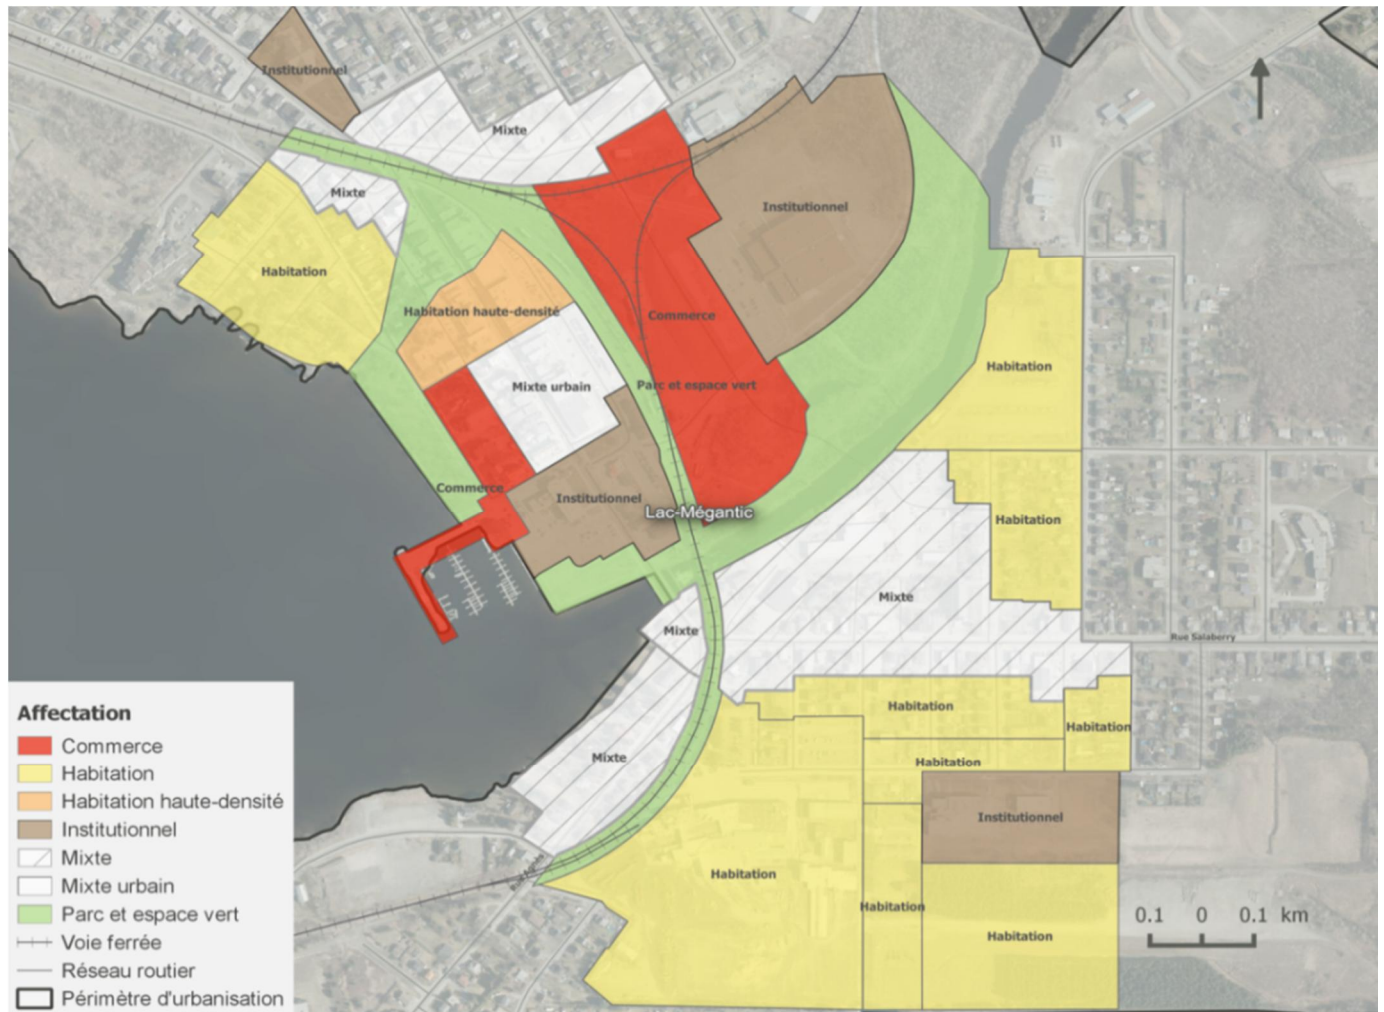 Institutionnel
Mixte
Mixte
Institutionnel
Habitation
Habitation haute-densité
Commerce
Habitation
Mixte urbain
Parc et espace vert
Commerce
Institutionnel
Lac-Mégantic
Habitation
Mixte
Mixte
Rue Salaberry
Habitation
Habitation
Mixte
Habitation
Institutionnel
Habitation
Habitation
Habitation
Rue Agnès
0.1 0 0.1 km
Affectation
Commerce
Habitation
Habitation haute-densité
Institutionnel
Mixte
Mixte urbain
Parc et espace vert
Voie ferrée
Réseau routier
Périmètre d'urbanisation